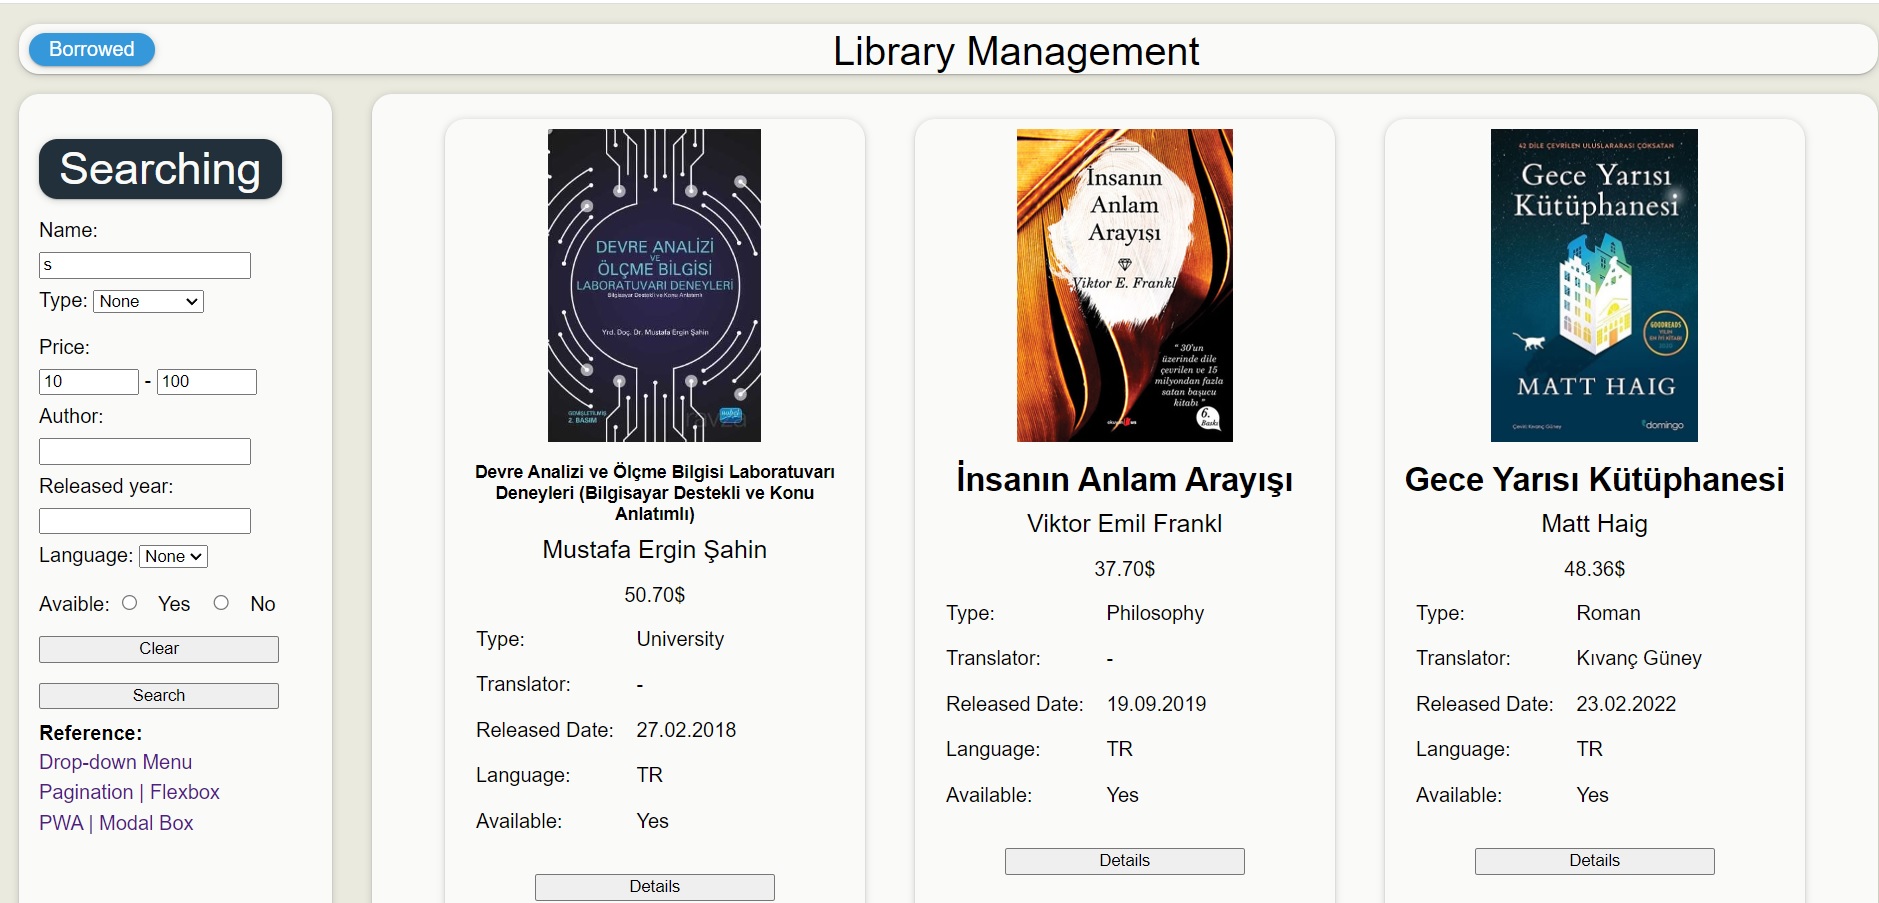 Borrowed
Library Management
Searching
Name:
s
Type: None
Price:
10 - 100
Author:
Released year:
Language: None
Avaible: Yes No
Clear
Search
Reference:
Drop-down Menu
Pagination | Flexbox
PWA | Modal Box
DEVRE ANALİZİ
VE
ÖLÇME BİLGİSİ
LABORATUVARI DENEYLERİ
Bilgisayar Destekli ve Konu Anlatımlı
Yrd. Doç. Dr. Mustafa Ergin Şahin
GENİŞLETİLMİŞ
2. BASIM
nobel
ravza
Devre Analizi ve Ölçme Bilgisi Laboratuvarı
Deneyleri (Bilgisayar Destekli ve Konu
Anlatımlı)
Mustafa Ergin Şahin
50.70$
Type: University
Translator: -
Released Date: 27.02.2018
Language: TR
Available: Yes
Details
İnsanın
Anlam
Arayışı
Viktor E. Frankl
“ 30'un
üzerinde dile
çevrilen ve 15
milyondan fazla
satan başucu
kitabı ”
6.
Baskı
İnsanın Anlam Arayışı
Viktor Emil Frankl
37.70$
Type: Philosophy
Translator: -
Released Date: 19.09.2019
Language: TR
Available: Yes
Details
42 DİLE ÇEVRİLEN ULUSLARARASI ÇOKSATAN
Gece Yarısı
Kütüphanesi
GOODREADS
MATT HAIG
Çeviri: Kıvanç Güney
domingo
Gece Yarısı Kütüphanesi
Matt Haig
48.36$
Type: Roman
Translator: Kıvanç Güney
Released Date: 23.02.2022
Language: TR
Available: Yes
Details